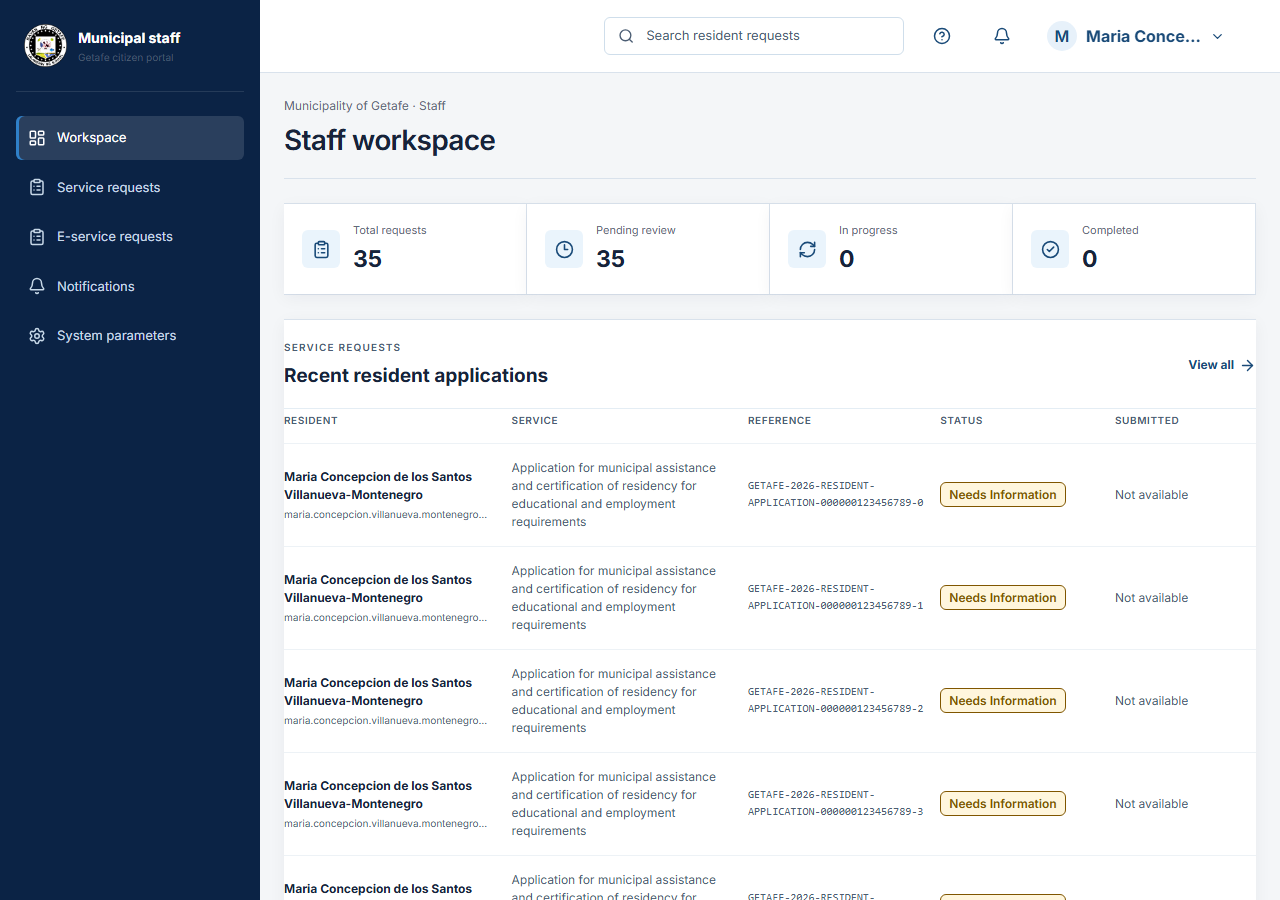 Municipal staff
Getafe citizen portal
Workspace
Service requests
E-service requests
Notifications
System parameters
Search resident requests
M
Maria Conce...
Municipality of Getafe · Staff
Staff workspace
Total requests
35
Pending review
35
In progress
0
Completed
0
SERVICE REQUESTS
Recent resident applications
View all
RESIDENT SERVICE REFERENCE STATUS SUBMITTED
Maria Concepcion de los Santos
Villanueva-Montenegro
maria.concepcion.villanueva.montenegro...
Application for municipal assistance
and certification of residency for
educational and employment
requirements
GETAFE-2026-RESIDENT-
APPLICATION-000000123456789-0
Needs Information
Not available
Maria Concepcion de los Santos
Villanueva-Montenegro
maria.concepcion.villanueva.montenegro...
Application for municipal assistance
and certification of residency for
educational and employment
requirements
GETAFE-2026-RESIDENT-
APPLICATION-000000123456789-1
Needs Information
Not available
Maria Concepcion de los Santos
Villanueva-Montenegro
maria.concepcion.villanueva.montenegro...
Application for municipal assistance
and certification of residency for
educational and employment
requirements
GETAFE-2026-RESIDENT-
APPLICATION-000000123456789-2
Needs Information
Not available
Maria Concepcion de los Santos
Villanueva-Montenegro
maria.concepcion.villanueva.montenegro...
Application for municipal assistance
and certification of residency for
educational and employment
requirements
GETAFE-2026-RESIDENT-
APPLICATION-000000123456789-3
Needs Information
Not available
Maria Concepcion de los Santos
Application for municipal assistance
and certification of residency for
GETAFE-2026-RESIDENT-